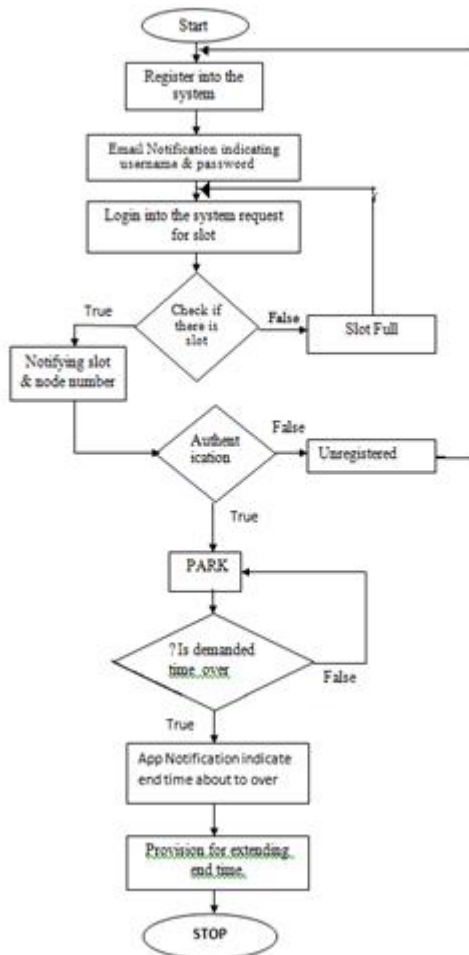 Start
Register into the
system
Email Notification indicating
username & password
Login into the system request
for slot
Check if
there is
slot
True
False
Slot Full
Notifying slot
& node number
Authent
ication
False
Unregistered
True
PARK
? Is demanded
time over
False
True
App Notification indicate
end time about to over
Provision for extending
end time.
STOP